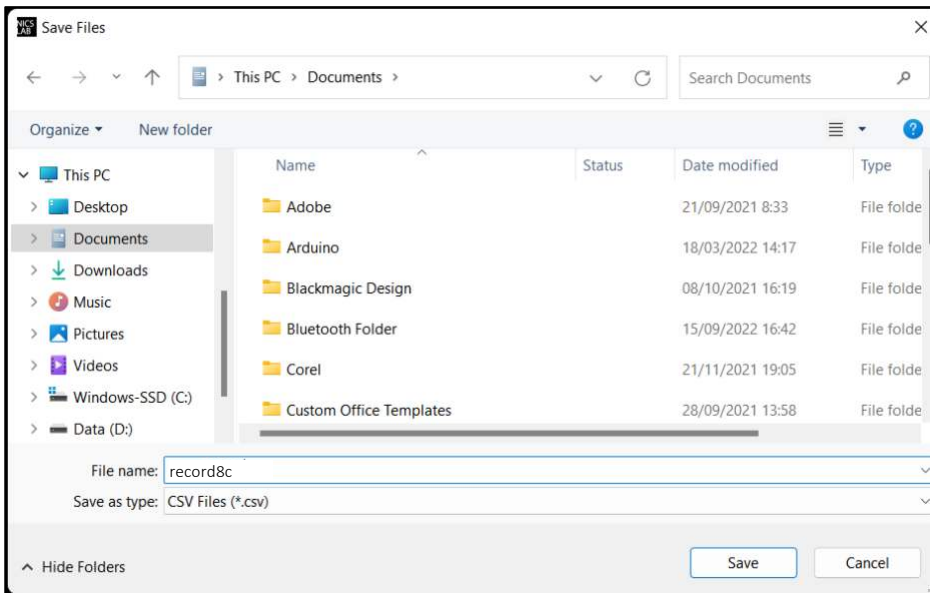 NICS LAB Save Files
This PC > Documents >
Search Documents
Organize
New folder
Name
Status
Date modified
Type
This PC
Desktop
Documents
Downloads
Music
Pictures
Videos
Windows-SSD (C:)
Data (D:)
Adobe 21/09/2021 8:33 File folde
Arduino 18/03/2022 14:17 File folde
Blackmagic Design 08/10/2021 16:19 File folde
Bluetooth Folder 15/09/2022 16:42 File folde
Corel 21/11/2021 19:05 File folde
Custom Office Templates 28/09/2021 13:58 File folde
File name: record8c
Save as type: CSV Files (*.csv)
Hide Folders
Save
Cancel